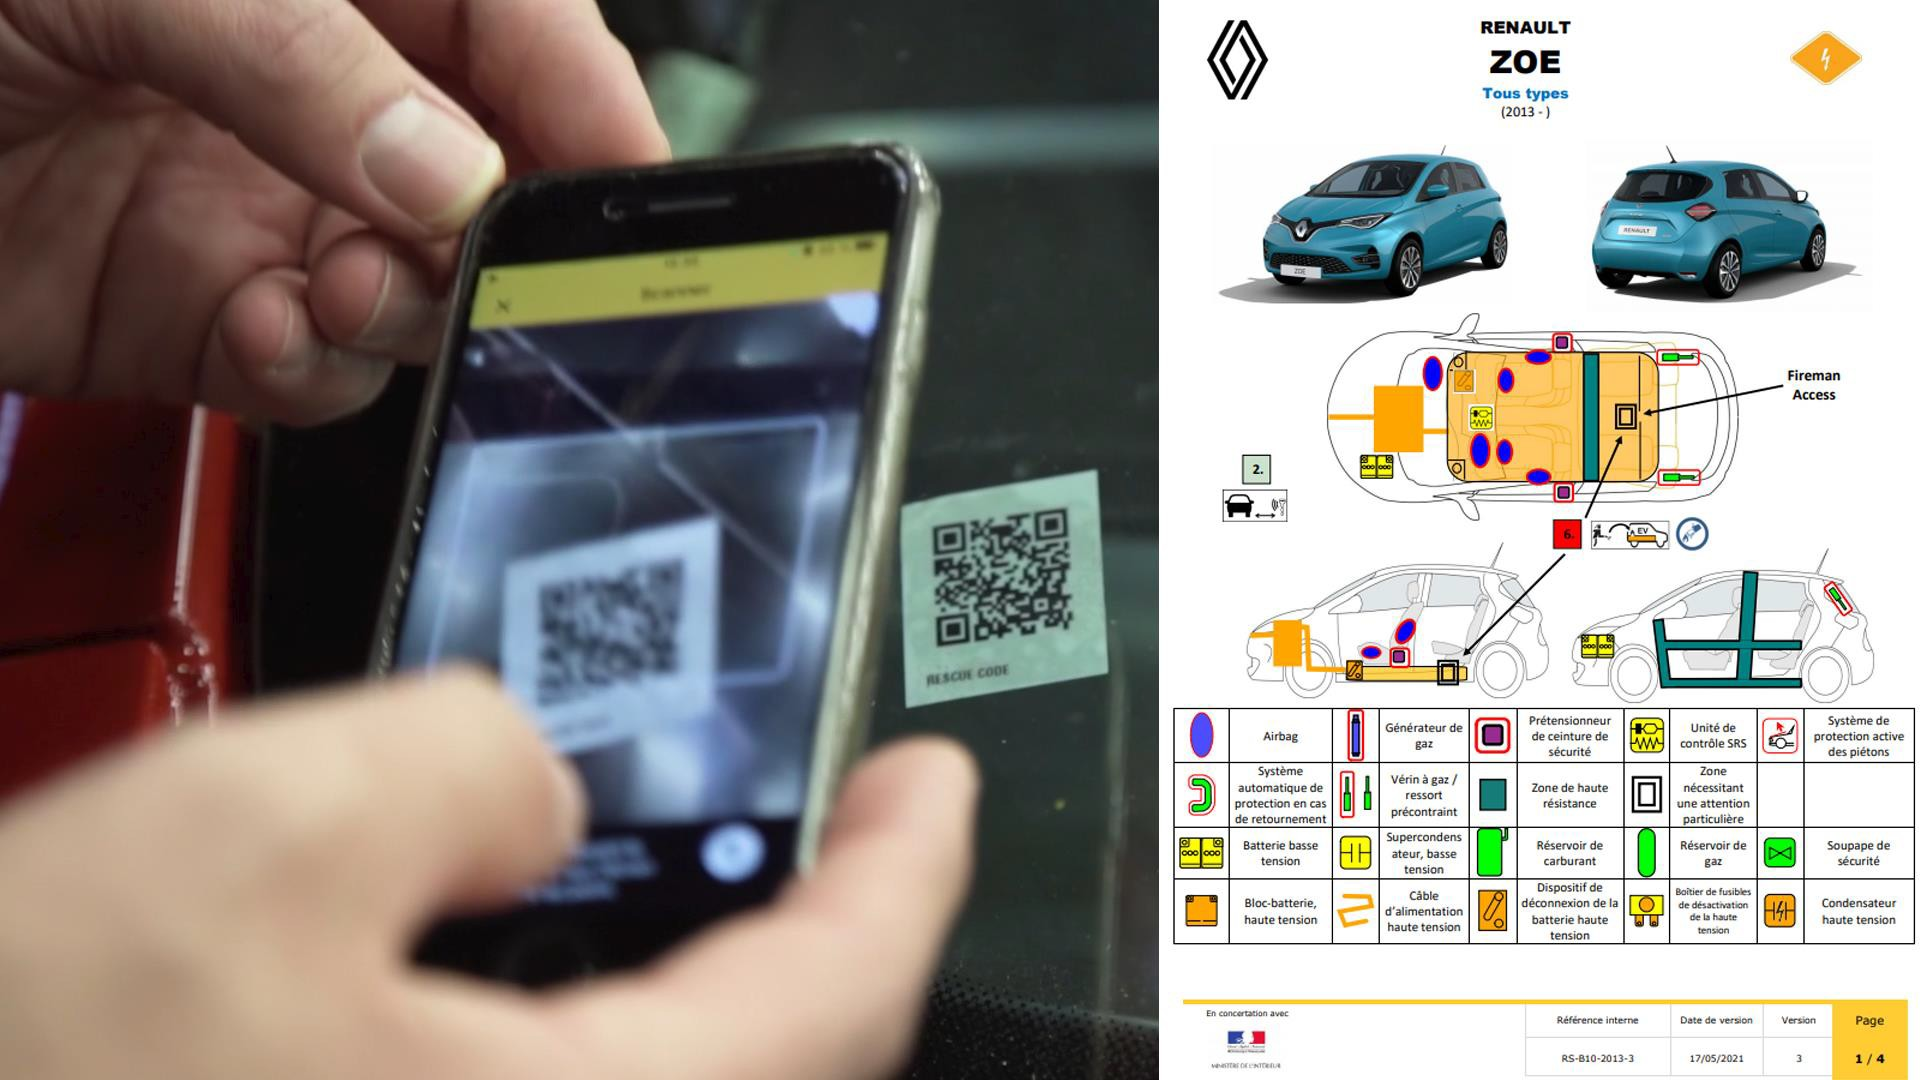 RESCUE CODE
RENAULT
ZOE
Tous types
(2013 - )
ZOE
RENAULT
Fireman
Access
2.
6.
EV
Airbag
Générateur de
gaz
Prétensionneur
de ceinture de
sécurité
Unité de
contrôle SRS
Système de
protection active
des piétons
Système
automatique de
protection en cas
de retournement
Vérin à gaz /
ressort
précontraint
Zone de haute
résistance
Zone
nécessitant
une attention
particulière
Batterie basse
tension
Supercondens
ateur, basse
tension
Réservoir de
carburant
Réservoir de
gaz
Soupape de
sécurité
Bloc-batterie,
haute tension
Câble
d'alimentation
haute tension
Dispositif de
déconnexion de la
batterie haute
tension
Boîtier de fusibles
de désactivation
de la haute
tension
Condensateur
haute tension
En concertation avec
MINISTÈRE DE L'INTÉRIEUR
Référence interne
Date de version
Version
Page
RS-B10-2013-3
17/05/2021
3
1 / 4